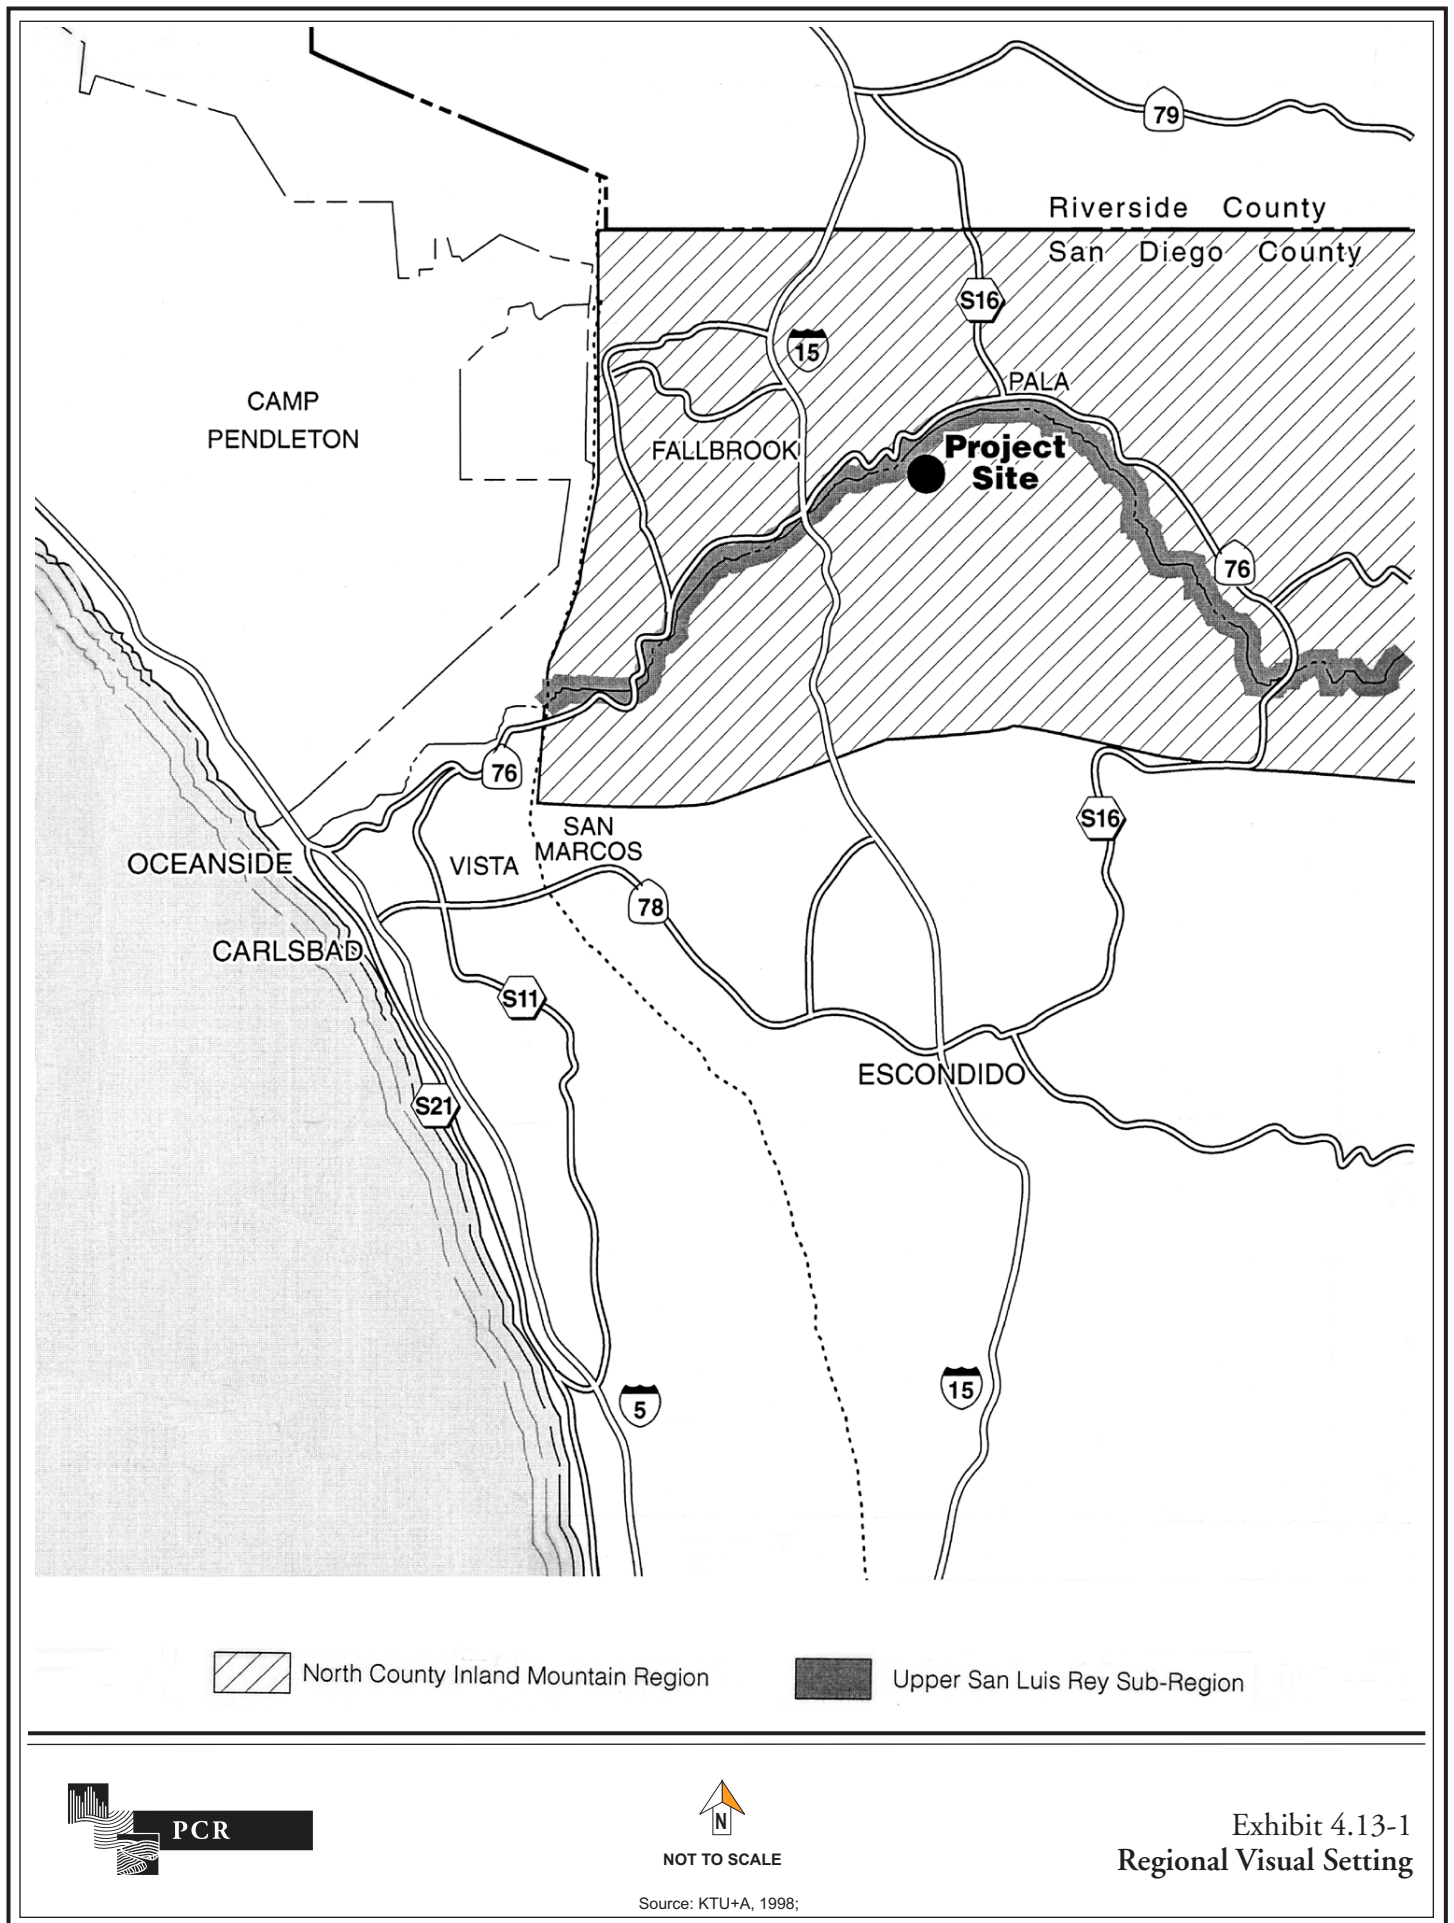 79
Riverside County
San Diego County
S16
15
PALA
CAMP
PENDLETON
FALLBROOK
Project
Site
76
76
S16
SAN
MARCOS
OCEANSIDE
VISTA
78
CARLSBAD
S11
ESCONDIDO
S21
15
5
North County Inland Mountain Region
Upper San Luis Rey Sub-Region
PCR
N
NOT TO SCALE
Exhibit 4.13-1
Regional Visual Setting
Source: KTU+A, 1998;